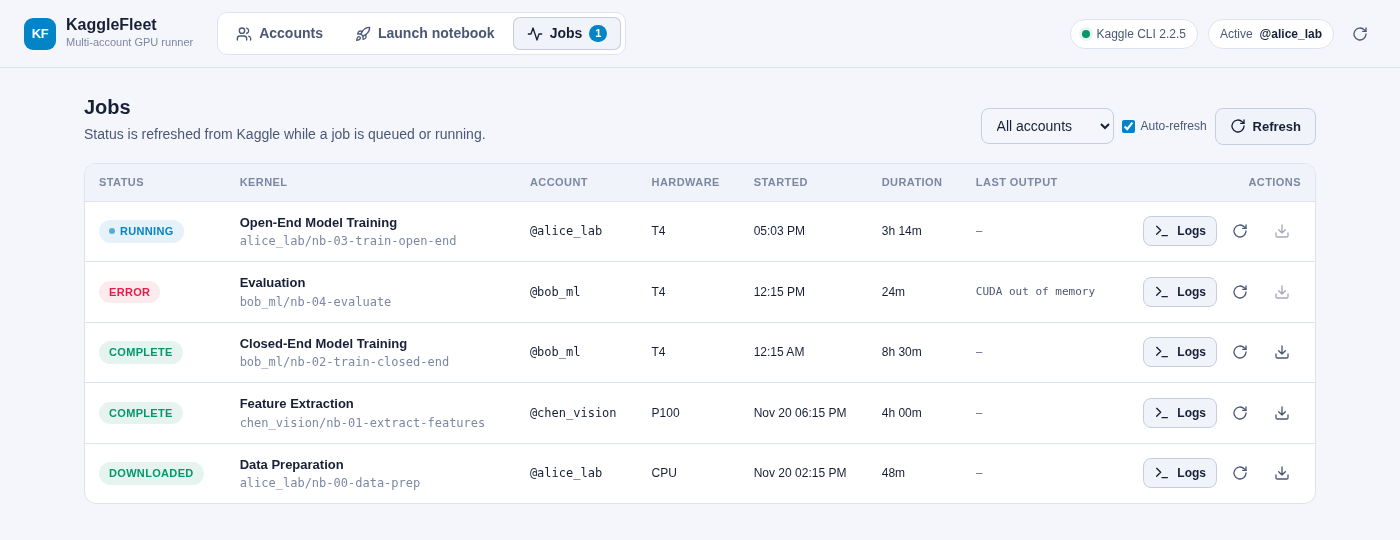 KF
KaggleFleet
Multi-account GPU runner
Accounts
Launch notebook
Jobs 1
Kaggle CLI 2.2.5
Active @alice_lab
Jobs
Status is refreshed from Kaggle while a job is queued or running.
All accounts
Auto-refresh
Refresh
STATUS KERNEL ACCOUNT HARDWARE STARTED DURATION LAST OUTPUT ACTIONS
RUNNING Open-End Model Training @alice_lab T4 05:03 PM 3h 14m – Logs
alice_lab/nb-03-train-open-end
ERROR Evaluation @bob_ml T4 12:15 PM 24m CUDA out of memory Logs
bob_ml/nb-04-evaluate
COMPLETE Closed-End Model Training @bob_ml T4 12:15 AM 8h 30m – Logs
bob_ml/nb-02-train-closed-end
COMPLETE Feature Extraction @chen_vision P100 Nov 20 06:15 PM 4h 00m – Logs
chen_vision/nb-01-extract-features
DOWNLOADED Data Preparation @alice_lab CPU Nov 20 02:15 PM 48m – Logs
alice_lab/nb-00-data-prep